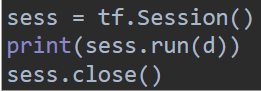 sess = tf.Session()
print(sess.run(d))
sess.close()